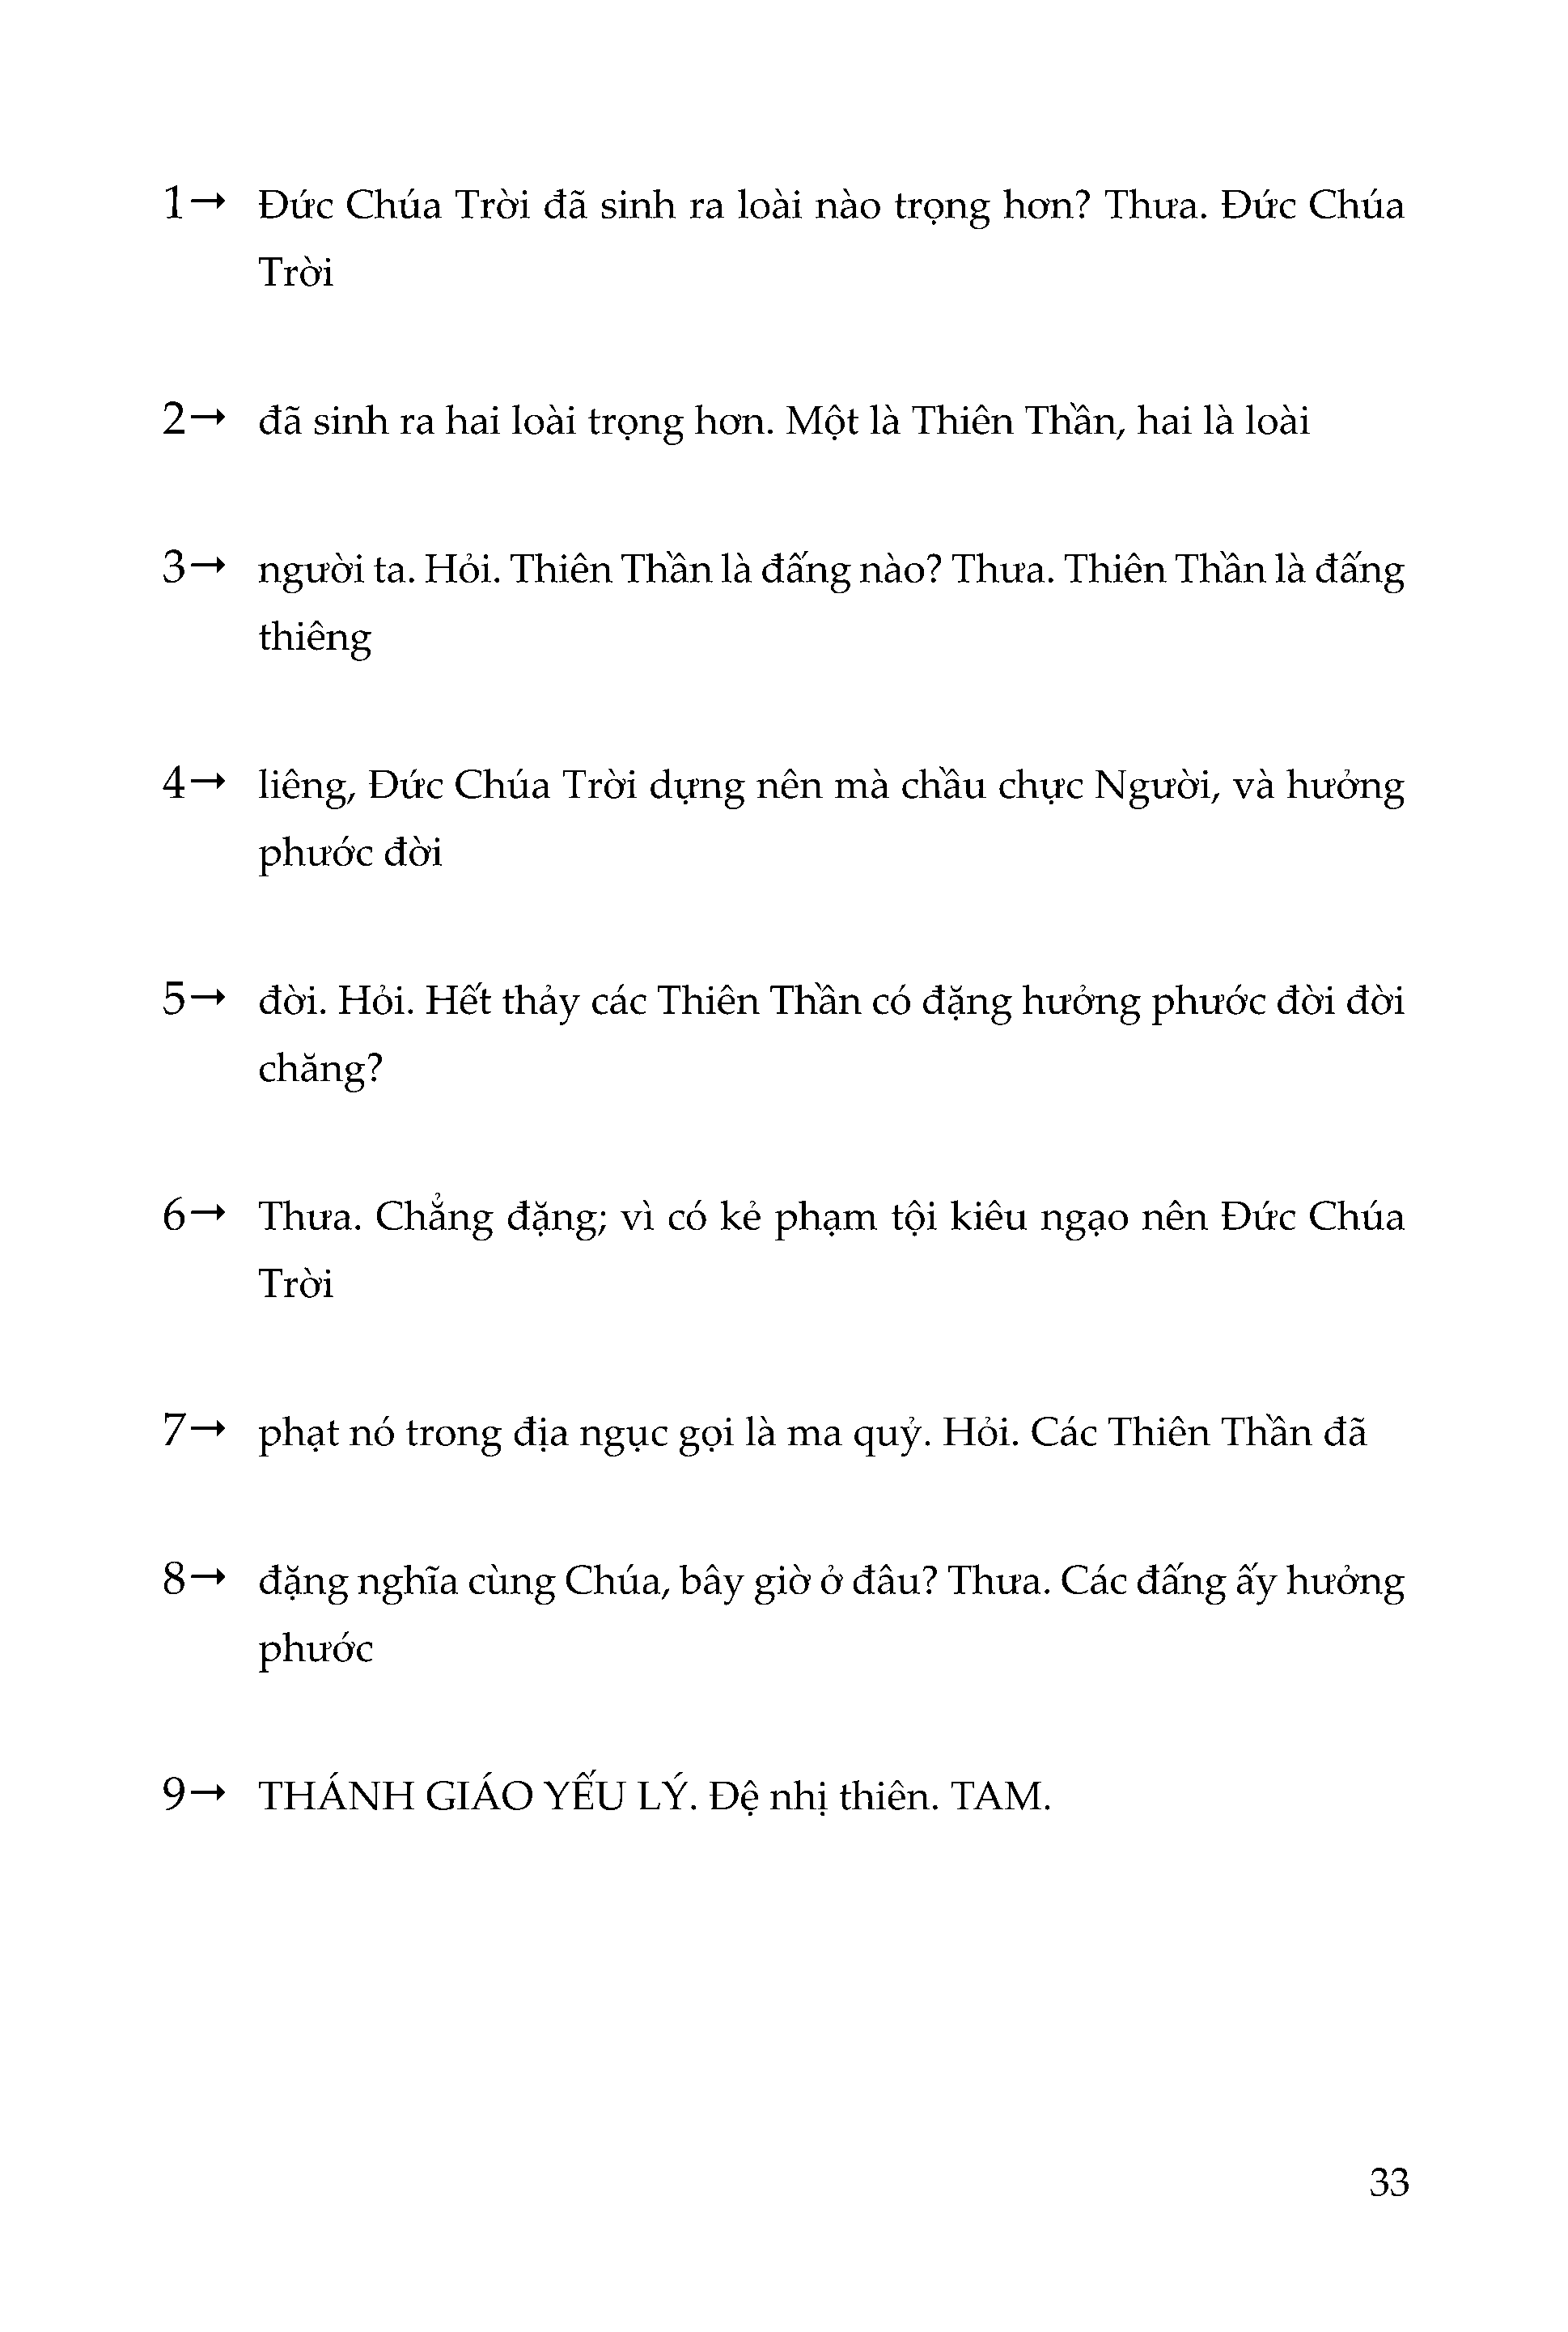 1→ Đức Chúa Trời đã sinh ra loài nào trọng hơn? Thưa. Đức Chúa
Trời
2→ đã sinh ra hai loài trọng hơn. Một là Thiên Thần, hai là loài
3→ người ta. Hỏi. Thiên Thần là đấng nào? Thưa. Thiên Thần là đấng
thiêng
4→ liêng, Đức Chúa Trời dựng nên mà chầu chực Người, và hưởng
phước đời
5→ đời. Hỏi. Hết thảy các Thiên Thần có đặng hưởng phước đời đời
chăng?
6→ Thưa. Chẳng đặng; vì có kẻ phạm tội kiêu ngạo nên Đức Chúa
Trời
7→ phạt nó trong địa ngục gọi là ma quỷ. Hỏi. Các Thiên Thần đã
8→ đặng nghĩa cùng Chúa, bây giờ ở đâu? Thưa. Các đấng ấy hưởng
phước
9→ THÁNH GIÁO YẾU LÝ. Đệ nhị thiên. TAM.
33